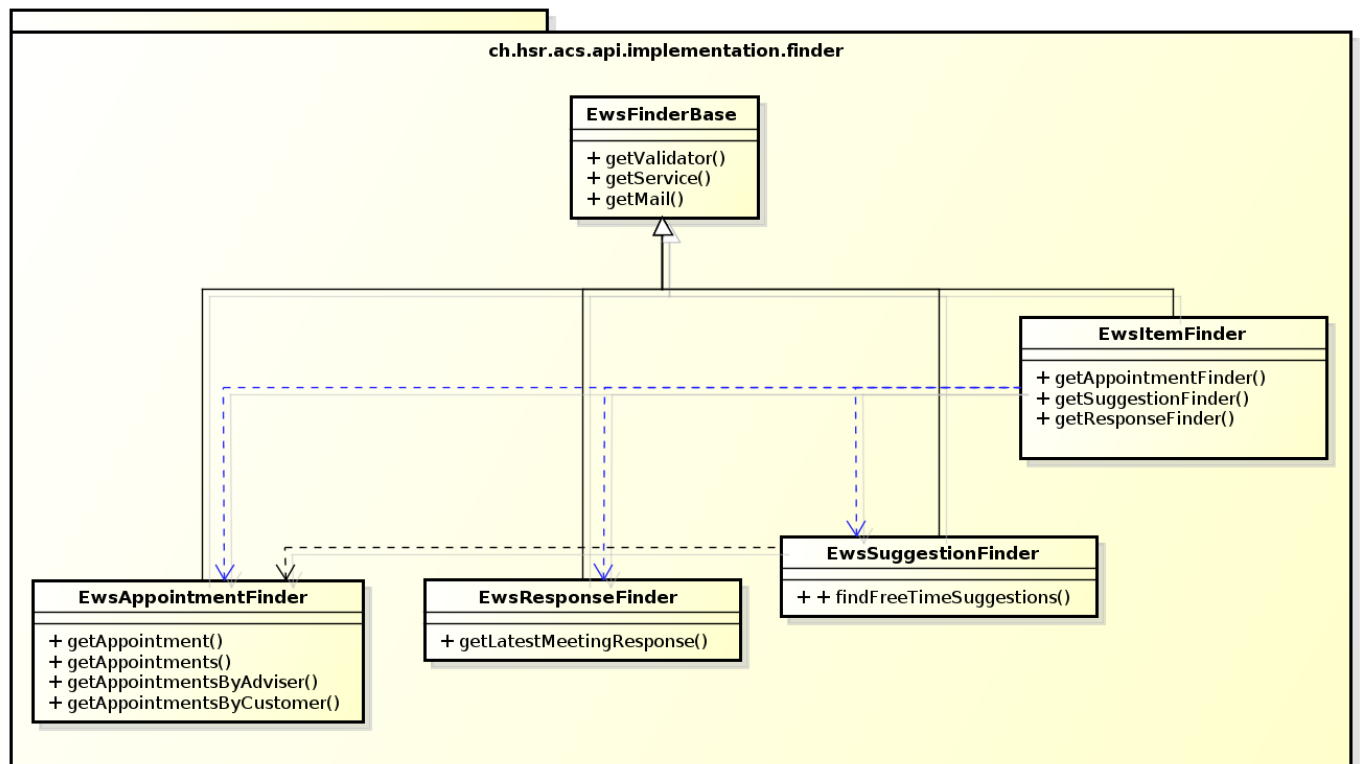 ch.hsr.acs.api.implementation.finder
EwsFinderBase
+ getValidator()
+ getService()
+ getMail()
EwsItemFinder
+ getAppointmentFinder()
+ getSuggestionFinder()
+ getResponseFinder()
EwsSuggestionFinder
+ + findFreeTimeSuggestions()
EwsAppointmentFinder
+ getAppointment()
+ getAppointments()
+ getAppointmentsByAdviser()
+ getAppointmentsByCustomer()
EwsResponseFinder
+ getLatestMeetingResponse()